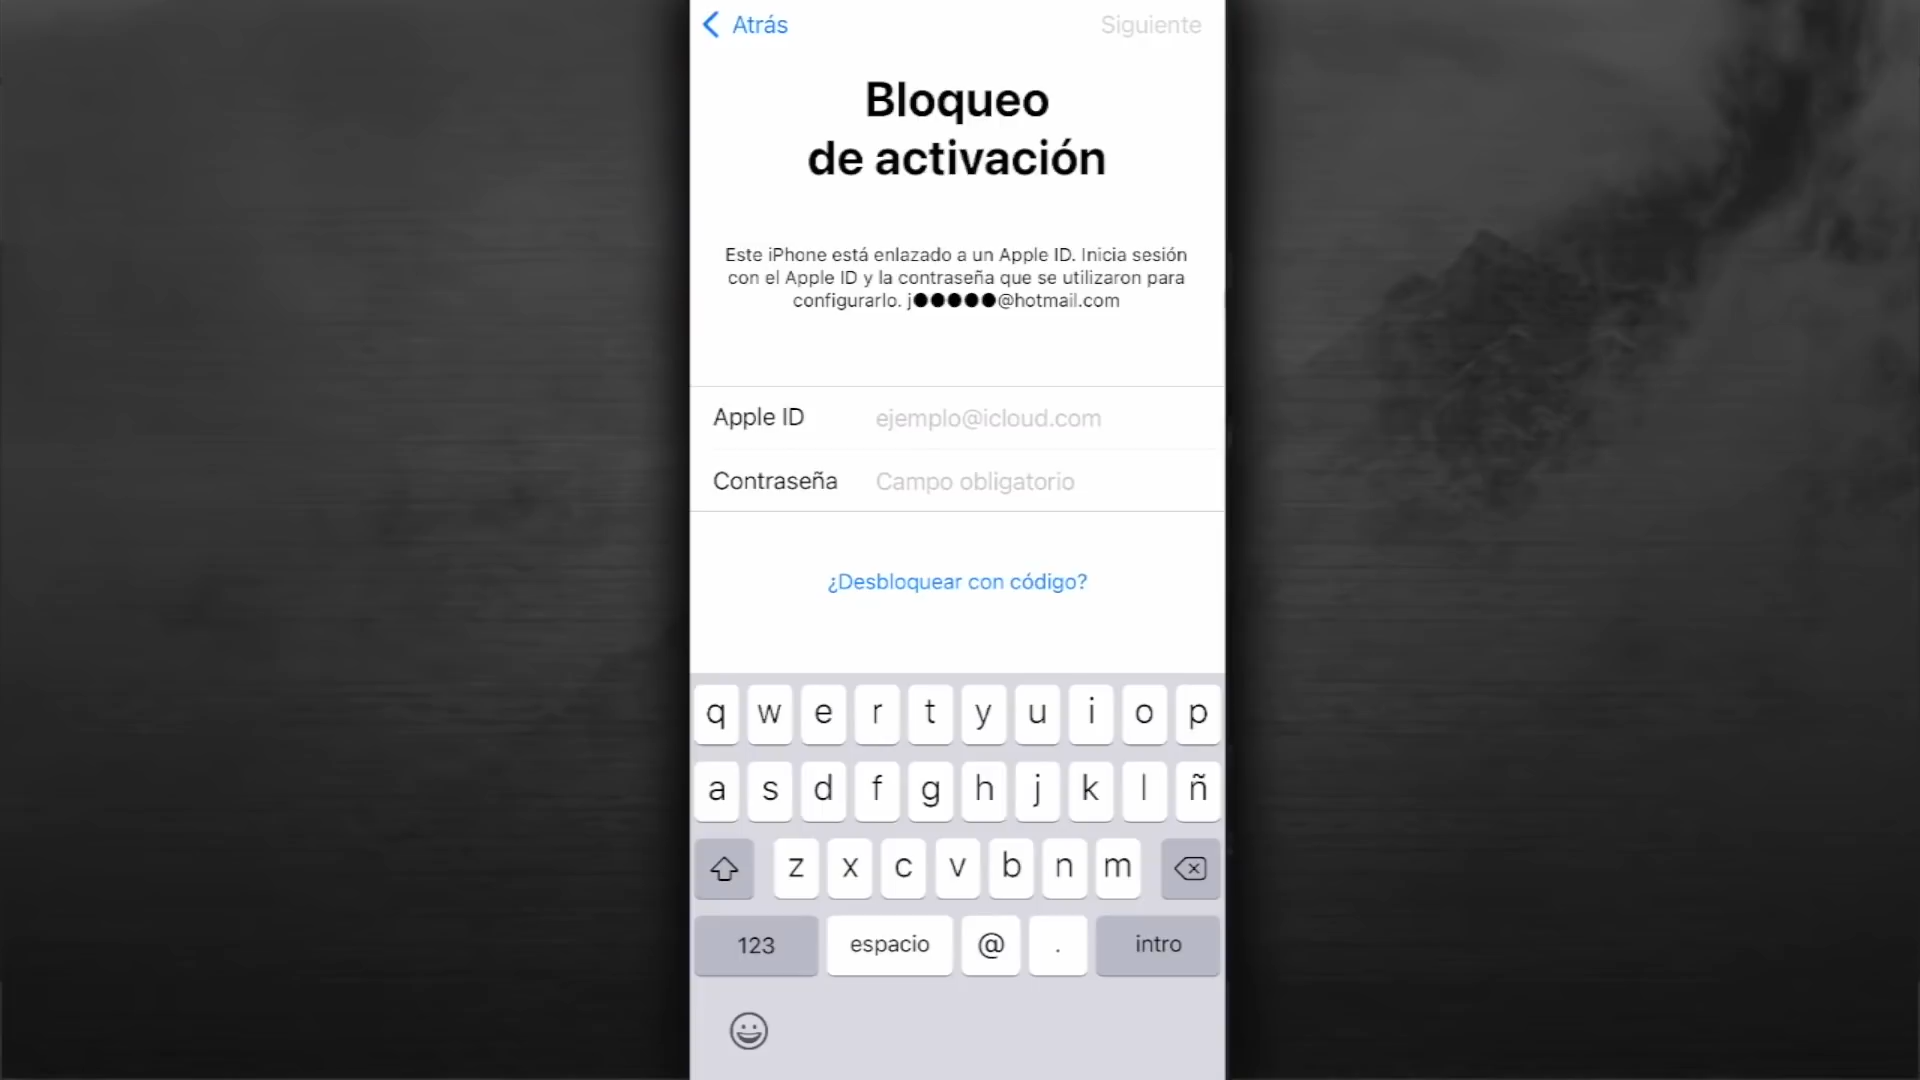 Atrás Siguiente
Bloqueo
de activación
Este iPhone está enlazado a un Apple ID. Inicia sesión
con el Apple ID y la contraseña que se utilizaron para
configurarlo. j●●●●●@hotmail.com
Apple ID ejemplo@icloud.com
Contraseña Campo obligatorio
¿Desbloquear con código?
q w e r t y u i o p
a s d f g h j k l ñ
z x c v b n m
123 espacio @ . intro